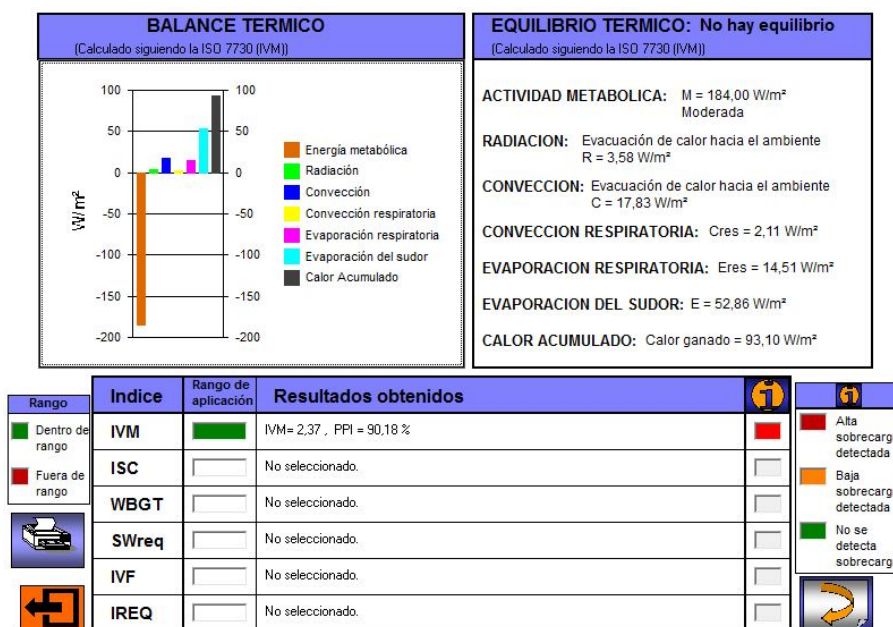 BALANCE TERMICO
(Calculado siguiendo la ISO 7730 (IVM))
100
50
0
-50
-100
-150
-200
W/m²
100
50
0
-50
-100
-150
-200
Energía metabólica
Radiación
Convección
Convección respiratoria
Evaporación respiratoria
Evaporación del sudor
Calor Acumulado
EQUILIBRIO TERMICO: No hay equilibrio
(Calculado siguiendo la ISO 7730 (IVM))
ACTIVIDAD METABOLICA: M = 184,00 W/m²
Moderada
RADIACION: Evacuación de calor hacia el ambiente
R = 3,58 W/m²
CONVECCION: Evacuación de calor hacia el ambiente
C = 17,83 W/m²
CONVECCION RESPIRATORIA: Cres = 2,11 W/m²
EVAPORACION RESPIRATORIA: Eres = 14,51 W/m²
EVAPORACION DEL SUDOR: E = 52,86 W/m²
CALOR ACUMULADO: Calor ganado = 93,10 W/m²
Rango
Dentro de
rango
Fuera de
rango
Indice
Rango de
aplicación
Resultados obtenidos
IVM
IVM= 2,37 , PPI = 90,18 %
ISC
No seleccionado.
WBGT
No seleccionado.
SWreq
No seleccionado.
IVF
No seleccionado.
IREQ
No seleccionado.
Alta
sobrecarg
detectada
Baja
sobrecarg
detectada
No se
detecta
sobrecarg